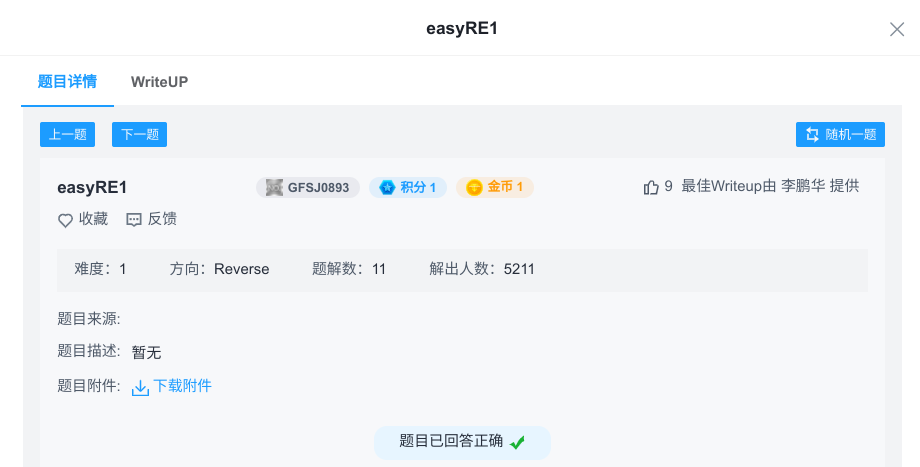 easyRE1
题目详情 WriteUP
上一题 下一题 随机一题
easyRE1 GFSJ0893 积分 1 金币 1 9 最佳Writeup由 李鹏华 提供
收藏 反馈
难度：1 方向：Reverse 题解数：11 解出人数：5211
题目来源:
题目描述: 暂无
题目附件: 下载附件
题目已回答正确